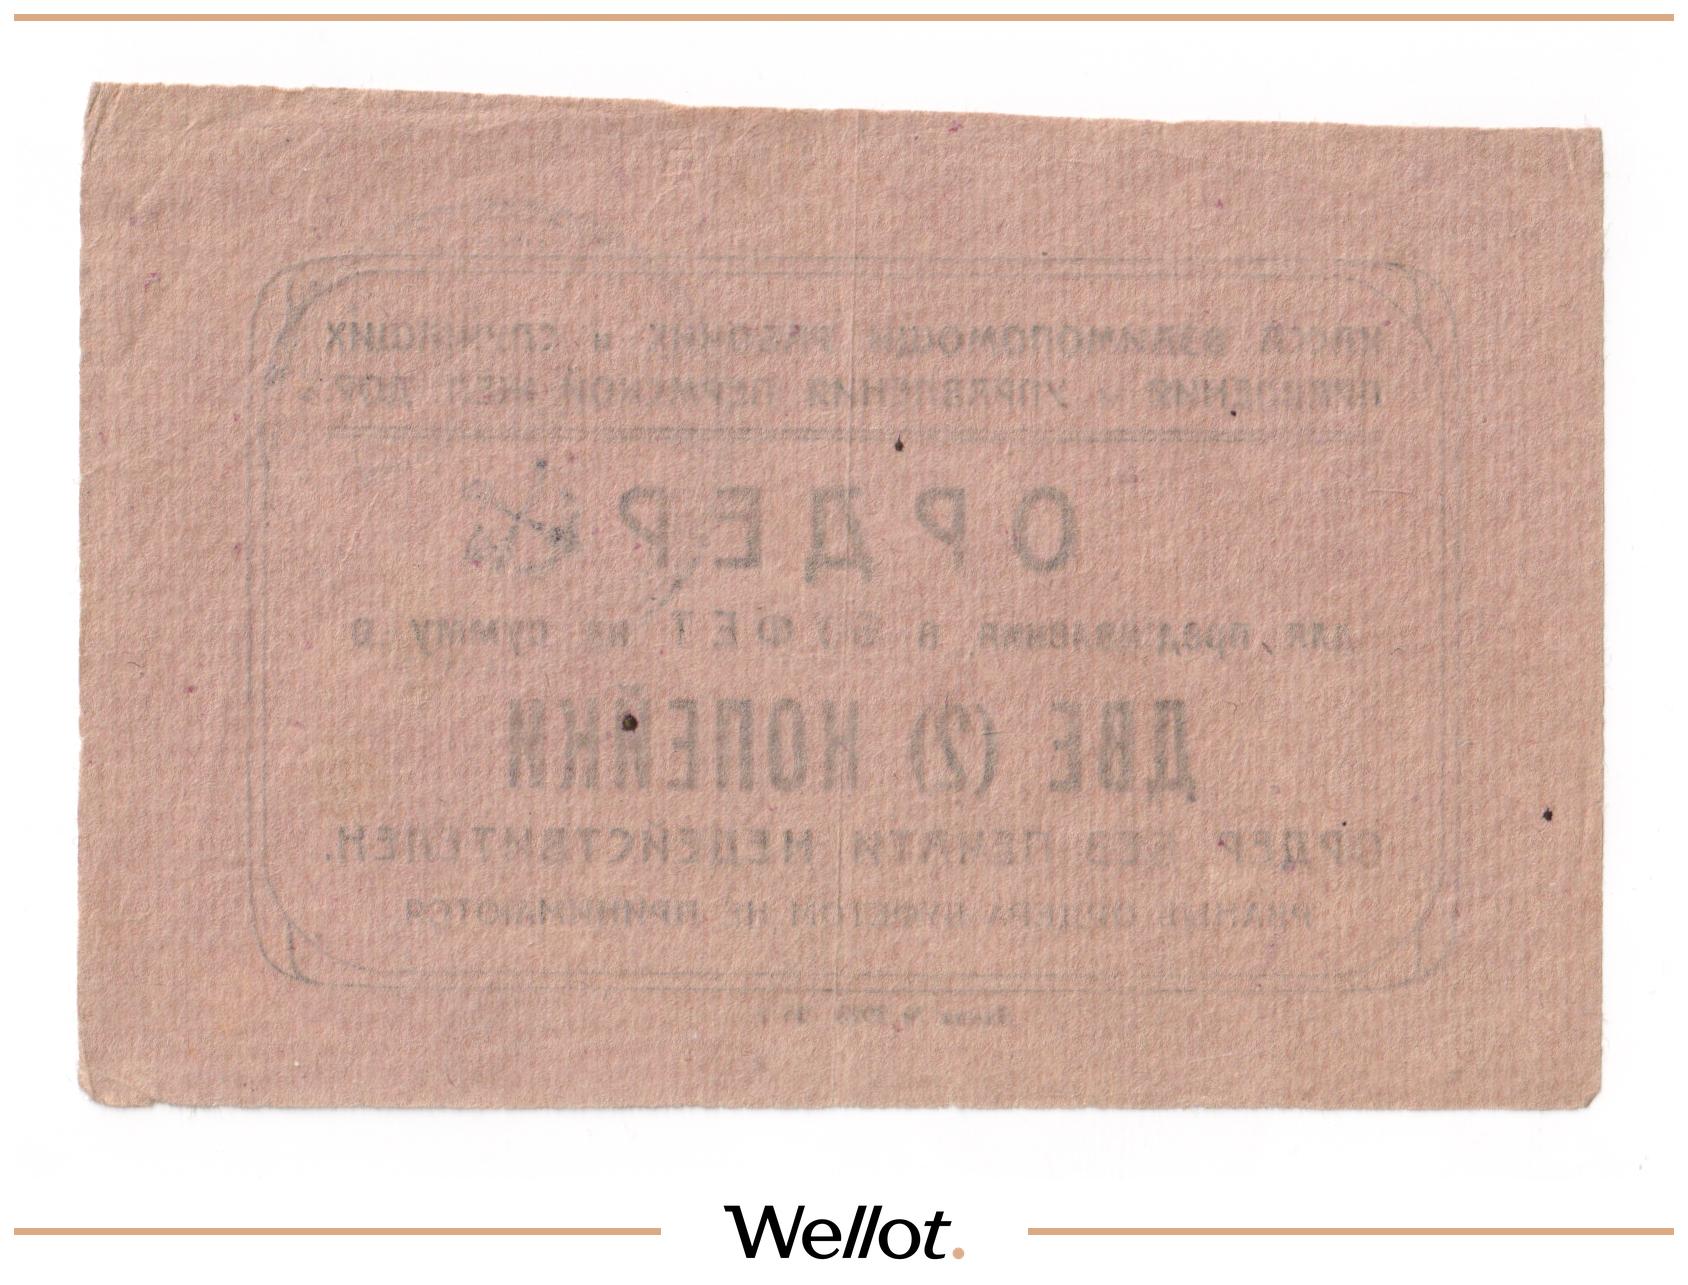 КАССА ВЗАИМОПОМОЩИ РАБОЧИХ и СЛУЖАЩИХ
ПРАВЛЕНИЯ и УПРАВЛЕНИЯ ПЕРМСКОЙ ЖЕЛ. ДОР.
ОРДЕР
для предъявления в БУФЕТ на сумму в
ДВЕ (2) КОПЕЙКИ
ОРДЕР БЕЗ ПЕЧАТИ НЕДЕЙСТВИТЕЛЕН.
РВАНЫЕ ОРДЕРА БУФЕТОМ НЕ ПРИНИМАЮТСЯ
Wellot.